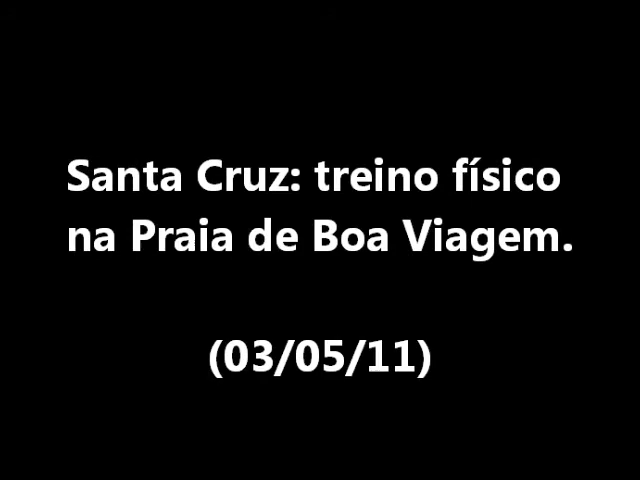 Santa Cruz: treino físico
na Praia de Boa Viagem.
(03/05/11)